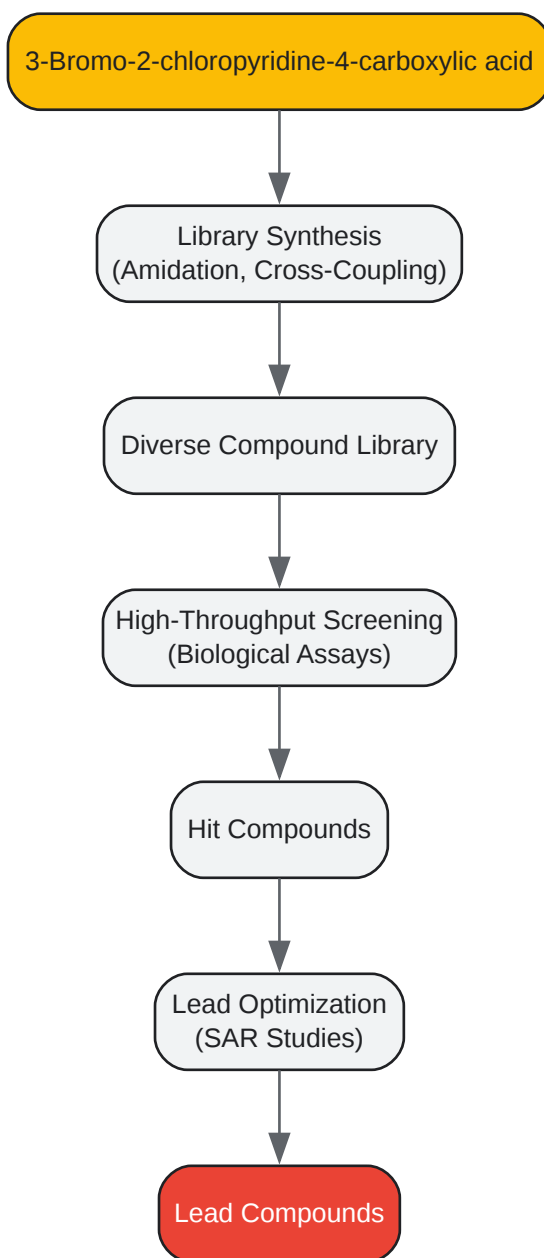 3-Bromo-2-chloropyridine-4-carboxylic acid
Library Synthesis
(Amidation, Cross-Coupling)
Diverse Compound Library
High-Throughput Screening
(Biological Assays)
Hit Compounds
Lead Optimization
(SAR Studies)
Lead Compounds